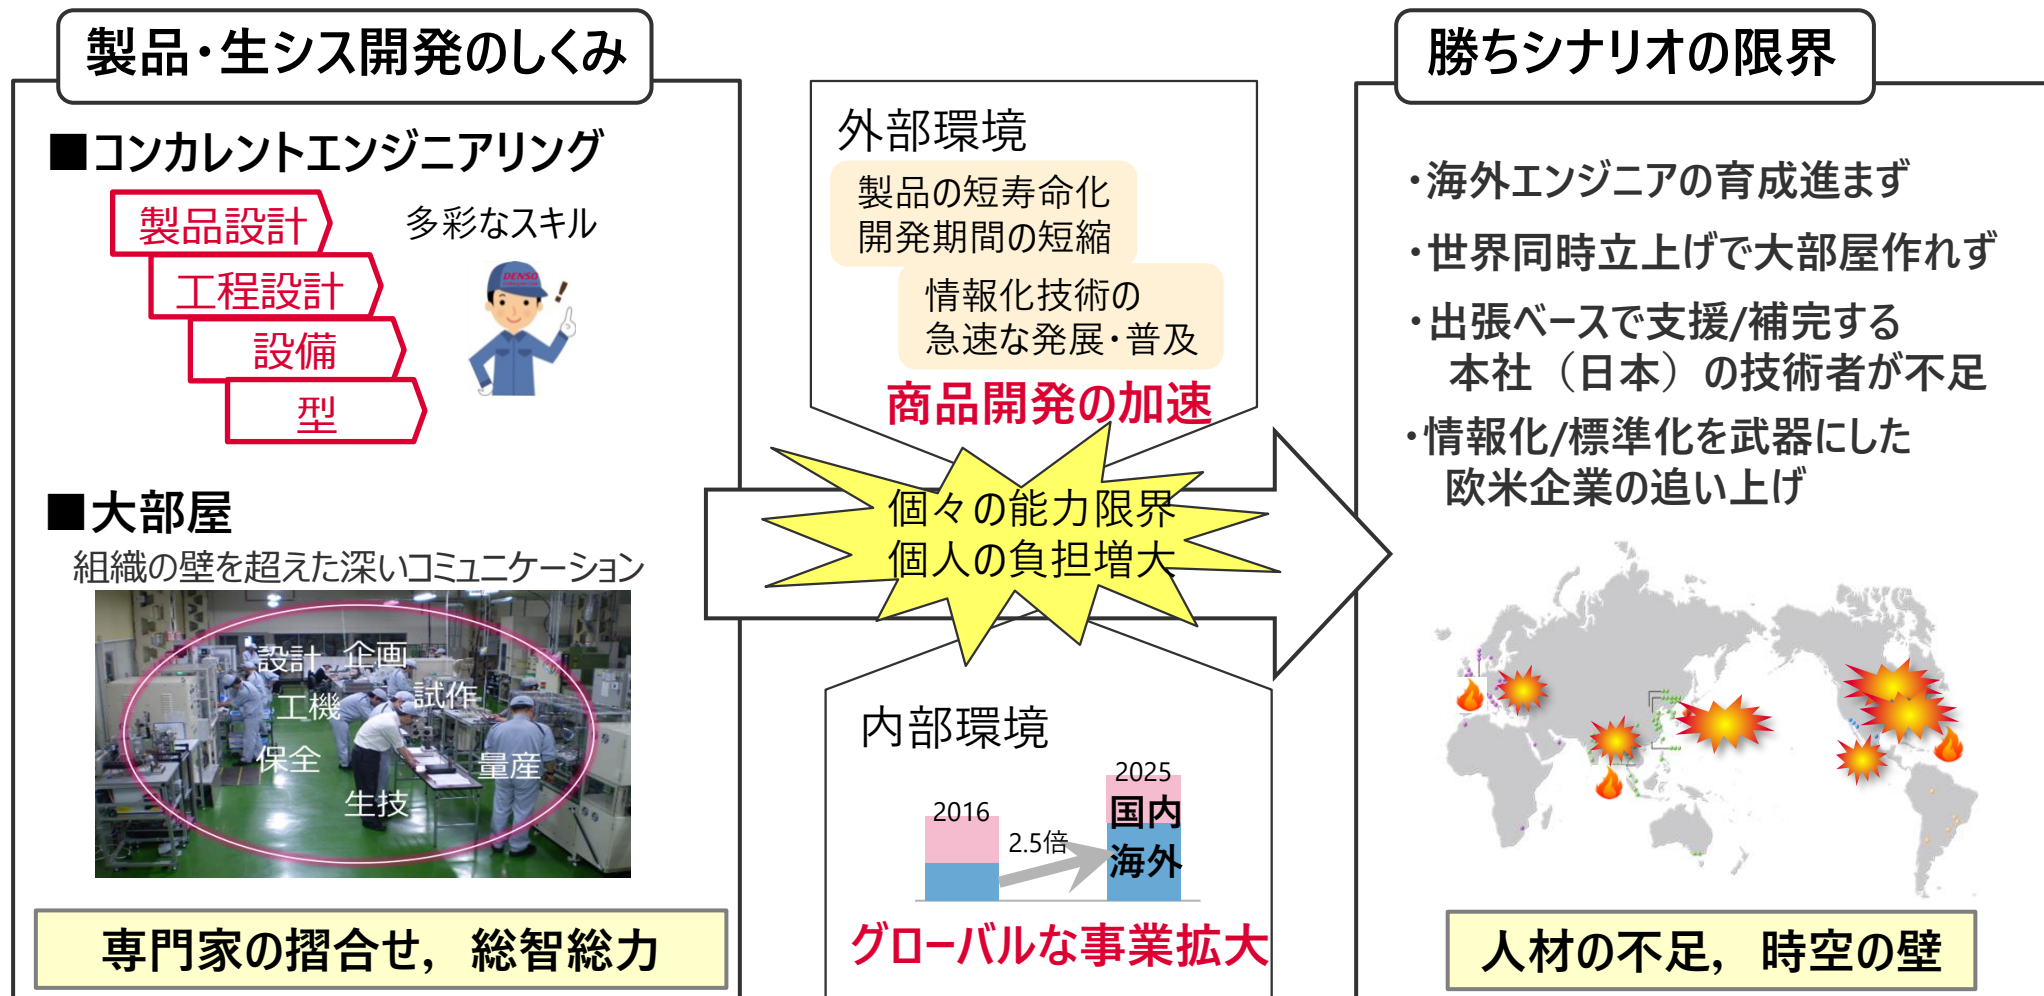 製品・生シス開発のしくみ
■コンカレントエンジニアリング
製品設計
工程設計
設備
型
多彩なスキル
DENSO
■大部屋
組織の壁を超えた深いコミュニケーション
設計 企画
工機 試作
保全 量産
生技
専門家の摺合せ，総智総力
外部環境
製品の短寿命化
開発期間の短縮
情報化技術の
急速な発展・普及
商品開発の加速
個々の能力限界
個人の負担増大
内部環境
2016
2.5倍
2025
国内
海外
グローバルな事業拡大
勝ちシナリオの限界
・海外エンジニアの育成進まず
・世界同時立上げで大部屋作れず
・出張ベースで支援/補完する
本社（日本）の技術者が不足
・情報化/標準化を武器にした
欧米企業の追い上げ
人材の不足，時空の壁